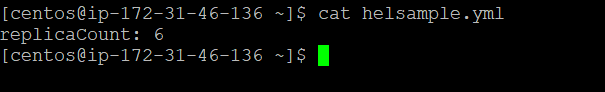 [centos@ip-172-31-46-136 ~]$ cat helsample.yml
replicaCount: 6
[centos@ip-172-31-46-136 ~]$